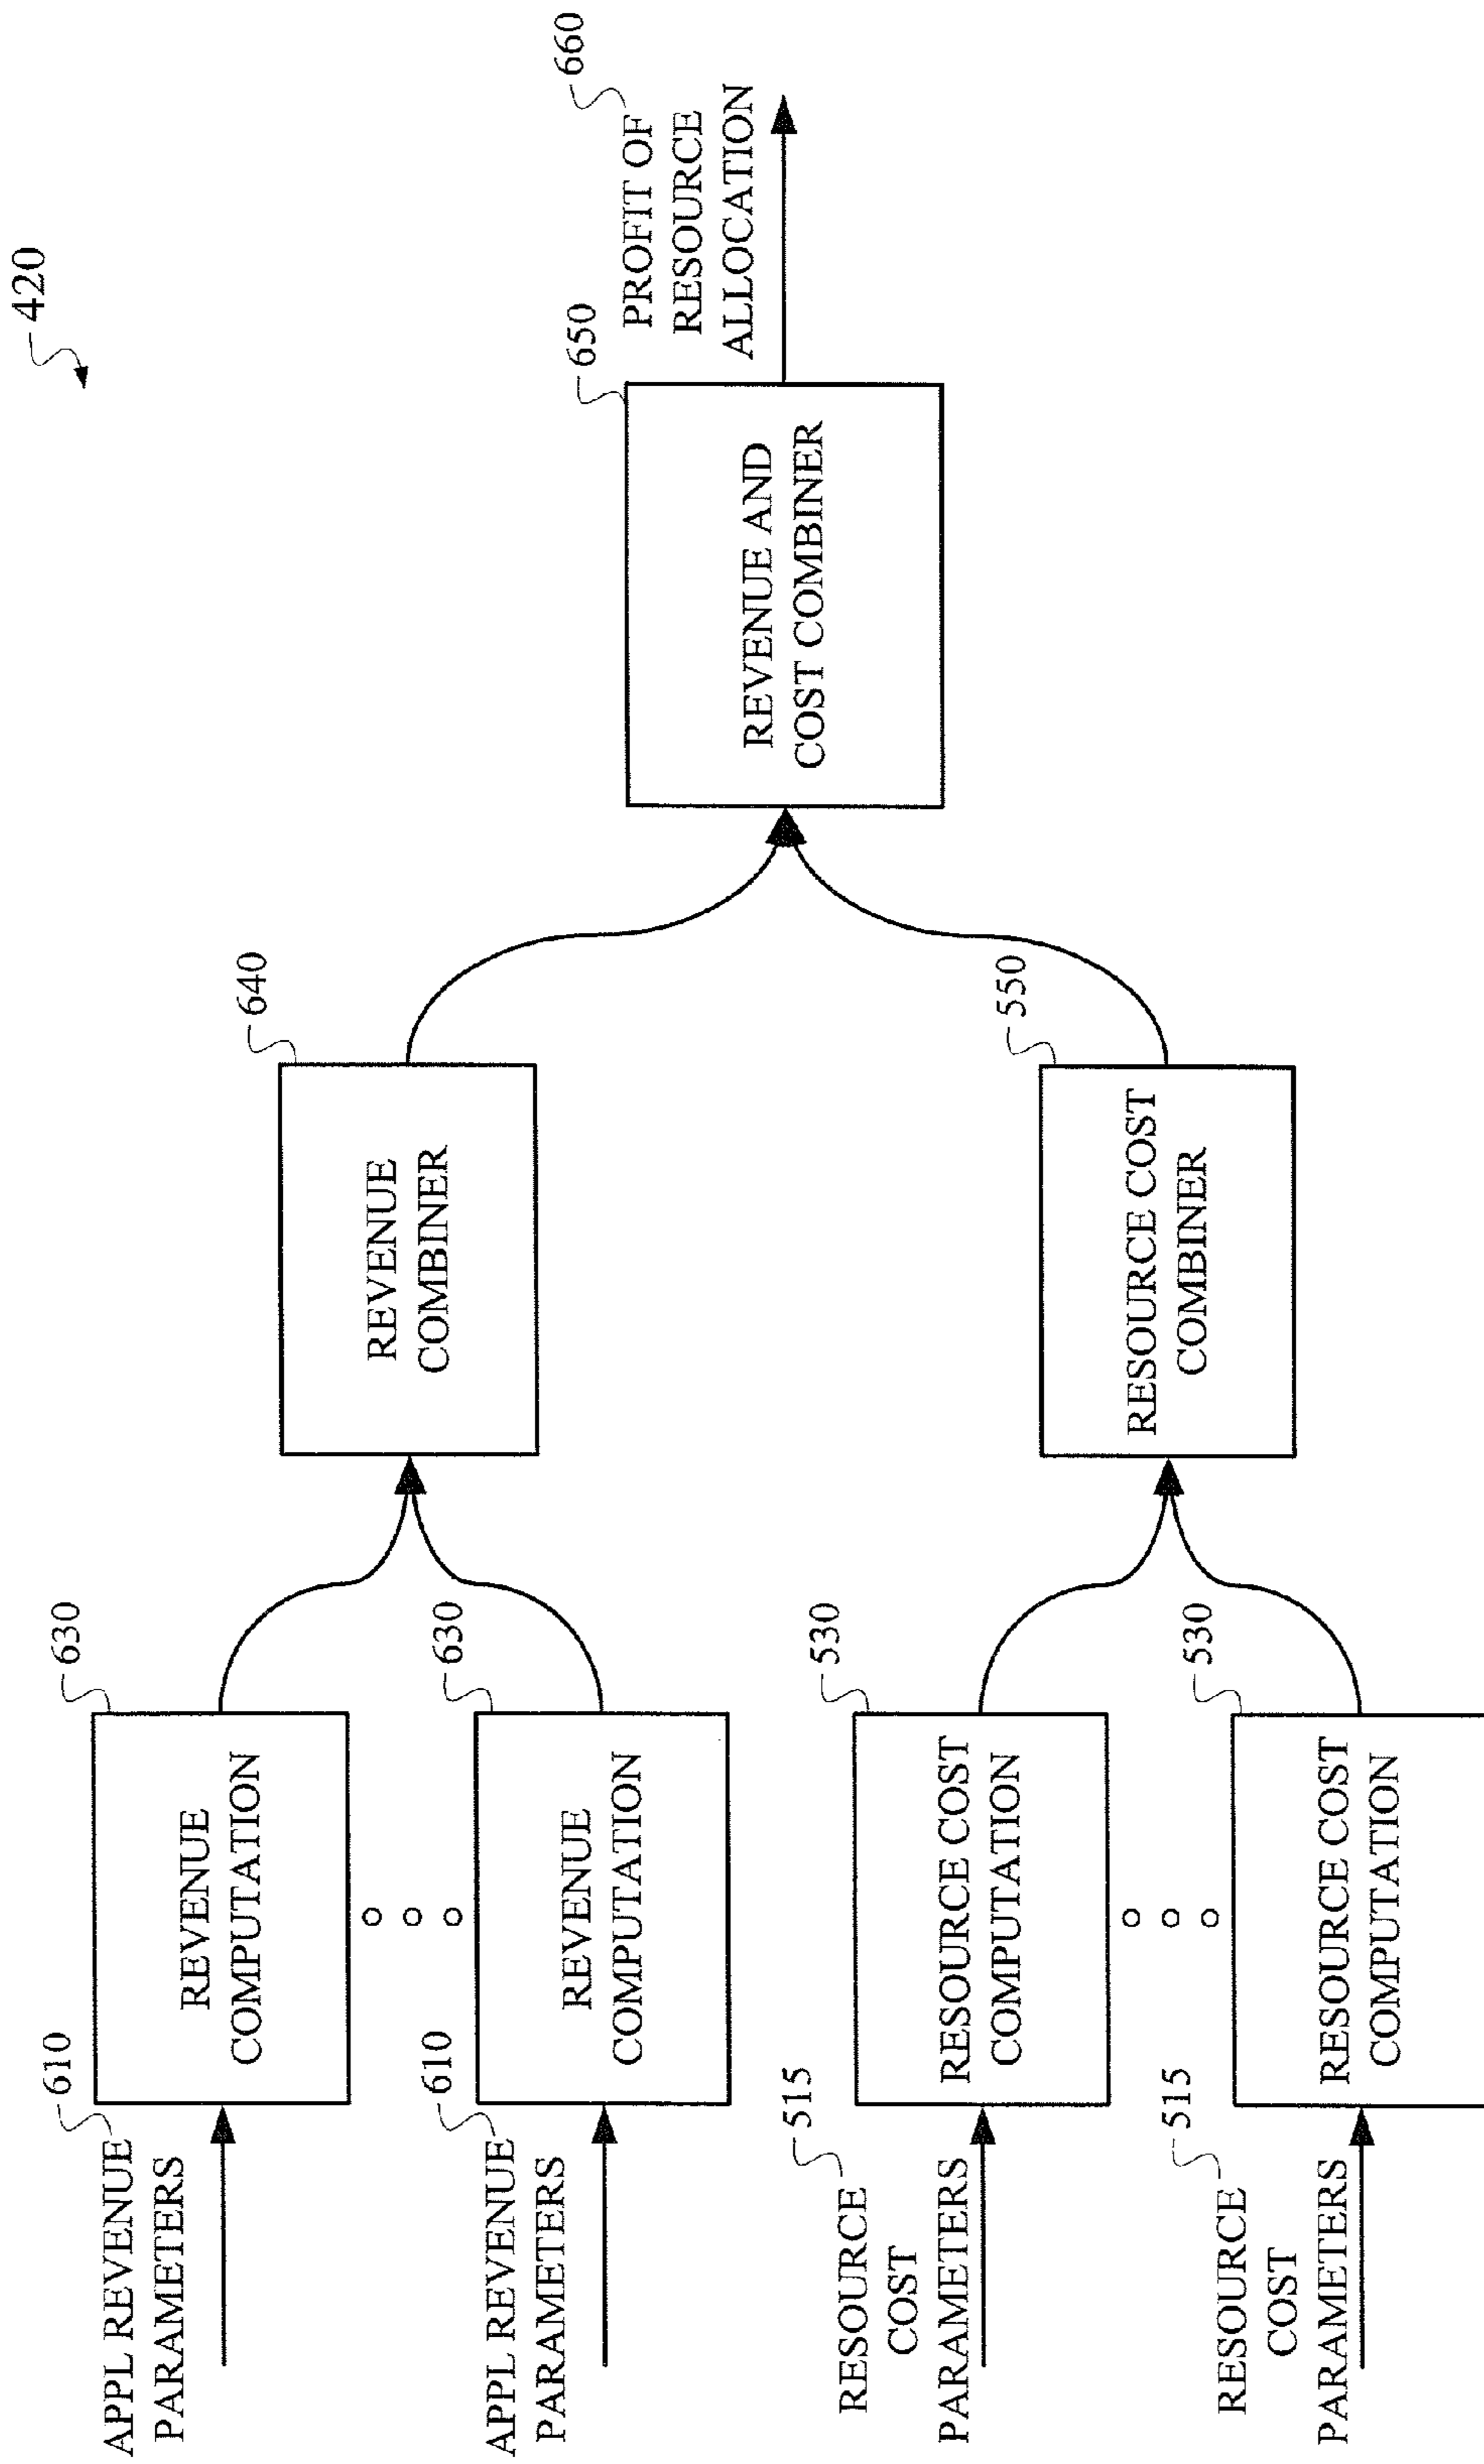 420
610
APPL REVENUE
PARAMETERS
630
REVENUE
COMPUTATION
610
APPL REVENUE
PARAMETERS
630
REVENUE
COMPUTATION
640
REVENUE
COMBINER
515
RESOURCE
COST
PARAMETERS
530
RESOURCE COST
COMPUTATION
515
RESOURCE
COST
PARAMETERS
530
RESOURCE COST
COMPUTATION
550
RESOURCE COST
COMBINER
650
REVENUE AND
COST COMBINER
660
PROFIT OF
RESOURCE
ALLOCATION